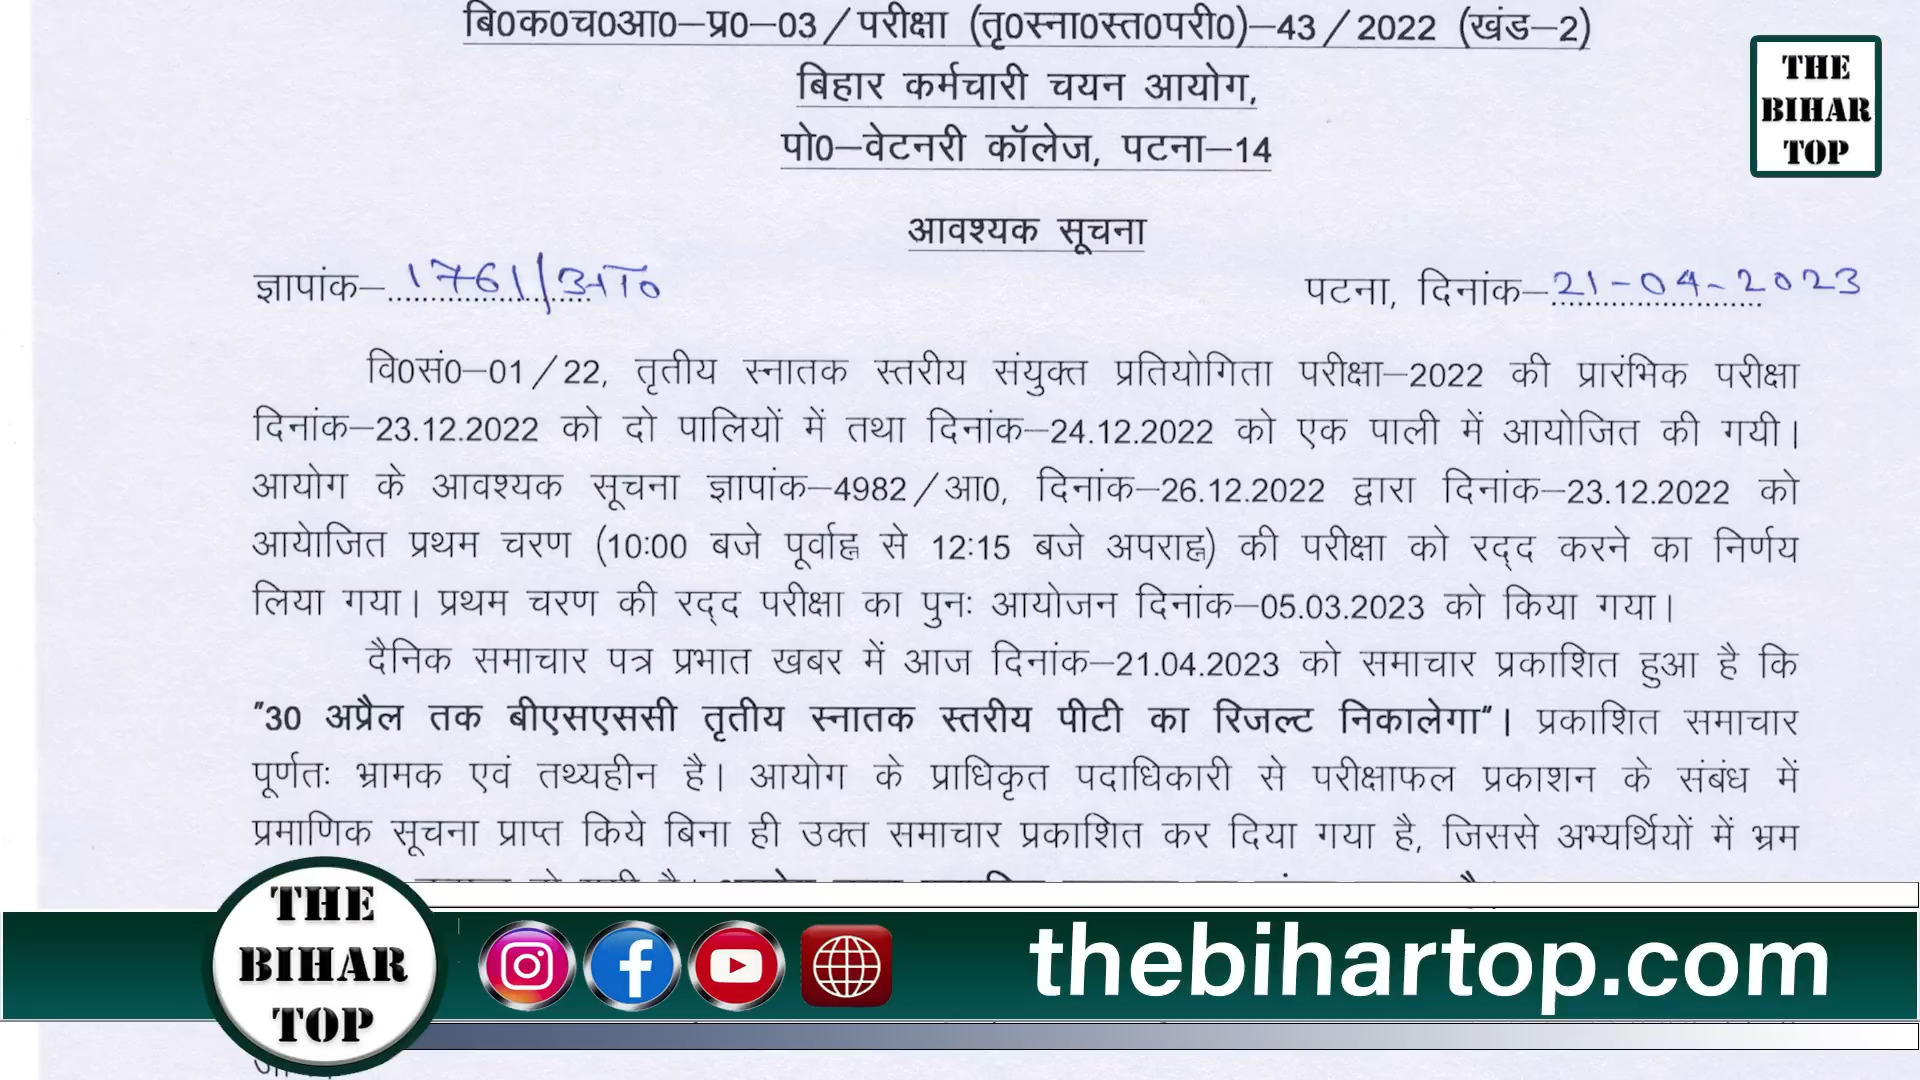 बि0क0च0आ0–प्र0–03/परीक्षा (तृ0स्ना0स्त0परी0)–43/2022 (खंड–2)
बिहार कर्मचारी चयन आयोग,
पो0–वेटनरी कॉलेज, पटना–14
THE
BIHAR
TOP
आवश्यक सूचना
ज्ञापांक–1761/आ0 पटना, दिनांक–21-04-2023
वि0सं0–01/22, तृतीय स्नातक स्तरीय संयुक्त प्रतियोगिता परीक्षा–2022 की प्रारंभिक परीक्षा
दिनांक–23.12.2022 को दो पालियों में तथा दिनांक–24.12.2022 को एक पाली में आयोजित की गयी।
आयोग के आवश्यक सूचना ज्ञापांक–4982/आ0, दिनांक–26.12.2022 द्वारा दिनांक–23.12.2022 को
आयोजित प्रथम चरण (10:00 बजे पूर्वाह्न से 12:15 बजे अपराह्न) की परीक्षा को रद्द करने का निर्णय
लिया गया। प्रथम चरण की रद्द परीक्षा का पुनः आयोजन दिनांक–05.03.2023 को किया गया।
दैनिक समाचार पत्र प्रभात खबर में आज दिनांक–21.04.2023 को समाचार प्रकाशित हुआ है कि
"30 अप्रैल तक बीएसएससी तृतीय स्नातक स्तरीय पीटी का रिजल्ट निकालेगा"। प्रकाशित समाचार
पूर्णतः भ्रामक एवं तथ्यहीन है। आयोग के प्राधिकृत पदाधिकारी से परीक्षाफल प्रकाशन के संबंध में
प्रमाणिक सूचना प्राप्त किये बिना ही उक्त समाचार प्रकाशित कर दिया गया है, जिससे अभ्यर्थियों में भ्रम
THE
BIHAR
TOP
thebihartop.com